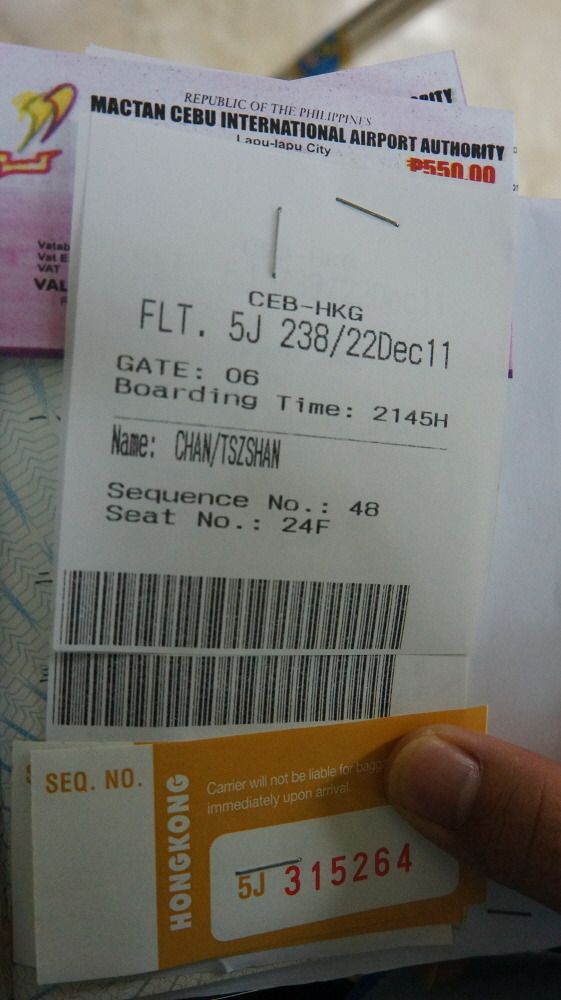 REPUBLIC OF THE PHILIPPINES
MACTAN CEBU INTERNATIONAL AIRPORT AUTHORITY
Lapu-lapu City
₱550.00
VAT
CEB-HKG
FLT. 5J 238/22Dec11
GATE: 06
Boarding Time: 2145H
Name: CHAN/TSZSHAN
Sequence No.: 48
Seat No.: 24F
SEQ. NO.
HONGKONG
Carrier will not be liable for
immediately upon arrival.
5J 315264